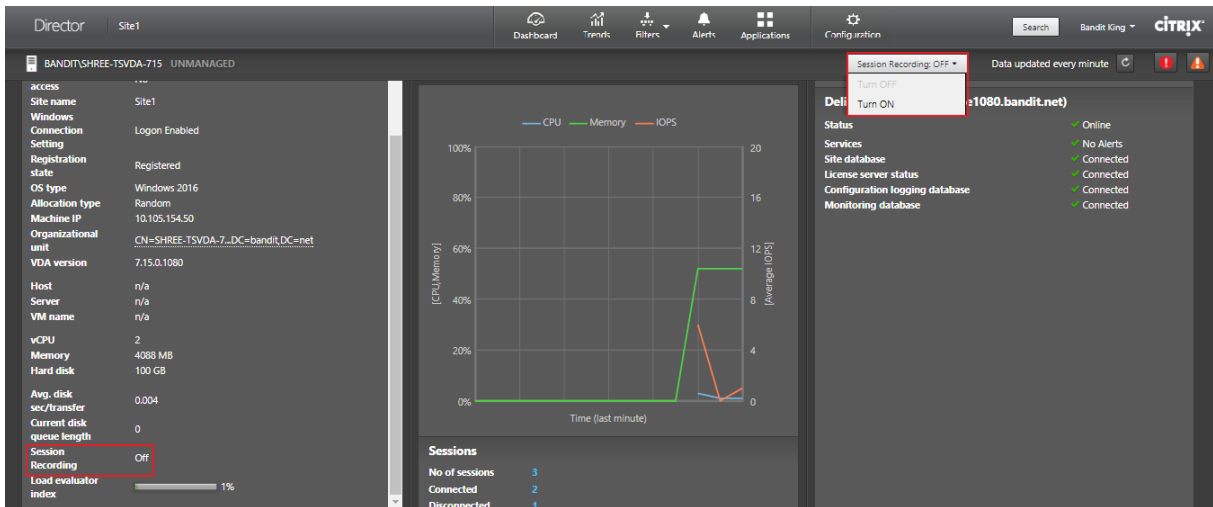 Director Site1
Dashboard Trends Filters Alerts Applications Configuration
Search Bandit King CİTRIX
BANDIT\SHREE-TSVDA-715 UNMANAGED
Session Recording: OFF
Data updated every minute
Turn OFF
Turn ON
access No
Site name Site1
Windows
Connection Logon Enabled
Setting
Registration
state Registered
OS type Windows 2016
Allocation type Random
Machine IP 10.105.154.50
Organizational
unit CN=SHREE-TSVDA-7...DC=bandit,DC=net
VDA version 7.15.0.1080
Host n/a
Server n/a
VM name n/a
vCPU 2
Memory 4088 MB
Hard disk 100 GB
Avg. disk
sec/transfer 0.004
Current disk
queue length 0
Session
Recording Off
Load evaluator
index 1%
CPU Memory IOPS
100% 20
80% 16
60% 12
40% 8
20% 4
0% 0
[CPU,Memory]
[Average IOPS]
Time (last minute)
Sessions
No of sessions 3
Connected 2
Disconnected 1
Deli e1080.bandit.net)
Status Online
Services No Alerts
Site database Connected
License server status Connected
Configuration logging database Connected
Monitoring database Connected